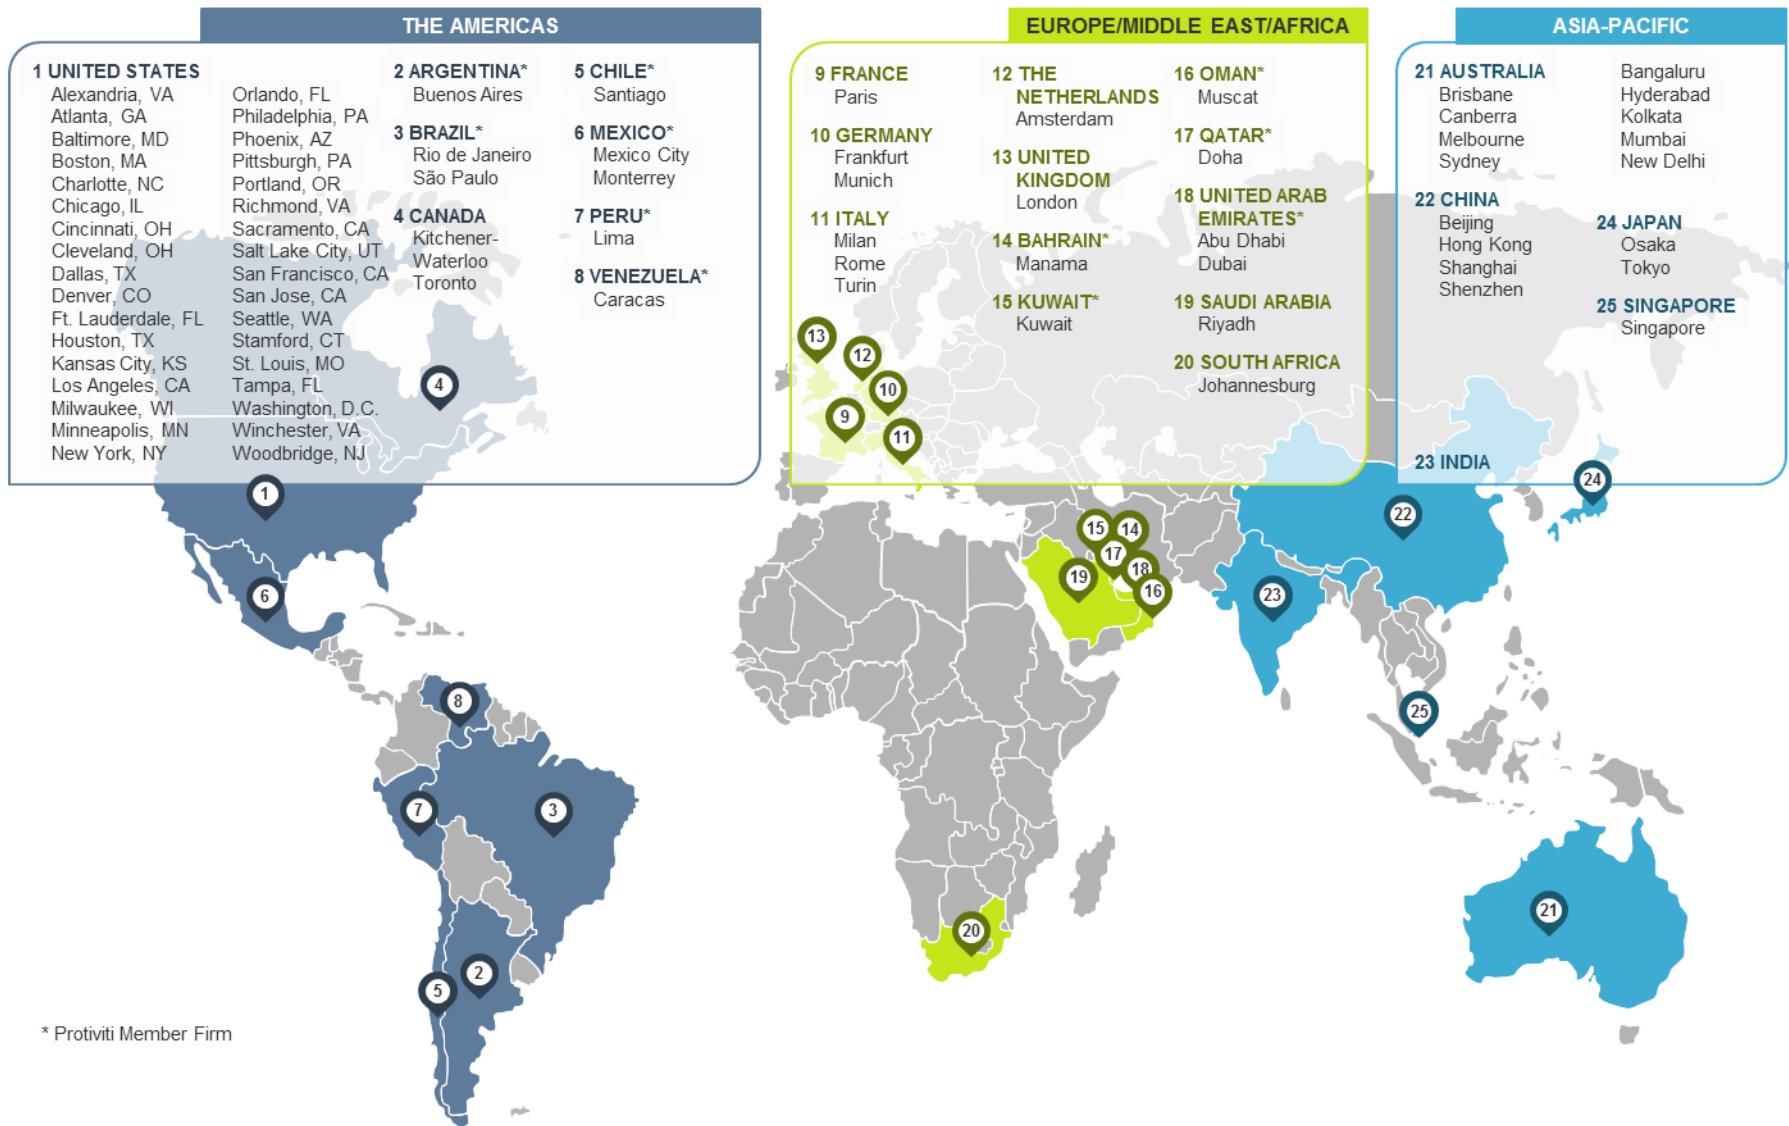 THE AMERICAS
1 UNITED STATES
Alexandria, VA
Atlanta, GA
Baltimore, MD
Boston, MA
Charlotte, NC
Chicago, IL
Cincinnati, OH
Cleveland, OH
Dallas, TX
Denver, CO
Ft. Lauderdale, FL
Houston, TX
Kansas City, KS
Los Angeles, CA
Milwaukee, WI
Minneapolis, MN
New York, NY
Orlando, FL
Philadelphia, PA
Phoenix, AZ
Pittsburgh, PA
Portland, OR
Richmond, VA
Sacramento, CA
Salt Lake City, UT
San Francisco, CA
San Jose, CA
Seattle, WA
Stamford, CT
St. Louis, MO
Tampa, FL
Washington, D.C.
Winchester, VA
Woodbridge, NJ
2 ARGENTINA*
Buenos Aires
3 BRAZIL*
Rio de Janeiro
São Paulo
4 CANADA
Kitchener-
Waterloo
Toronto
5 CHILE*
Santiago
6 MEXICO*
Mexico City
Monterrey
7 PERU*
Lima
8 VENEZUELA*
Caracas
EUROPE/MIDDLE EAST/AFRICA
9 FRANCE
Paris
10 GERMANY
Frankfurt
Munich
11 ITALY
Milan
Rome
Turin
12 THE
NETHERLANDS
Amsterdam
13 UNITED
KINGDOM
London
14 BAHRAIN*
Manama
15 KUWAIT*
Kuwait
16 OMAN*
Muscat
17 QATAR*
Doha
18 UNITED ARAB
EMIRATES*
Abu Dhabi
Dubai
19 SAUDI ARABIA
Riyadh
20 SOUTH AFRICA
Johannesburg
ASIA-PACIFIC
21 AUSTRALIA
Brisbane
Canberra
Melbourne
Sydney
22 CHINA
Beijing
Hong Kong
Shanghai
Shenzhen
23 INDIA
Bangaluru
Hyderabad
Kolkata
Mumbai
New Delhi
24 JAPAN
Osaka
Tokyo
25 SINGAPORE
Singapore
13
12
4
10
9
11
24
1
22
15
14
17
18
19
16
23
6
8
25
7
3
21
20
2
5
* Protiviti Member Firm